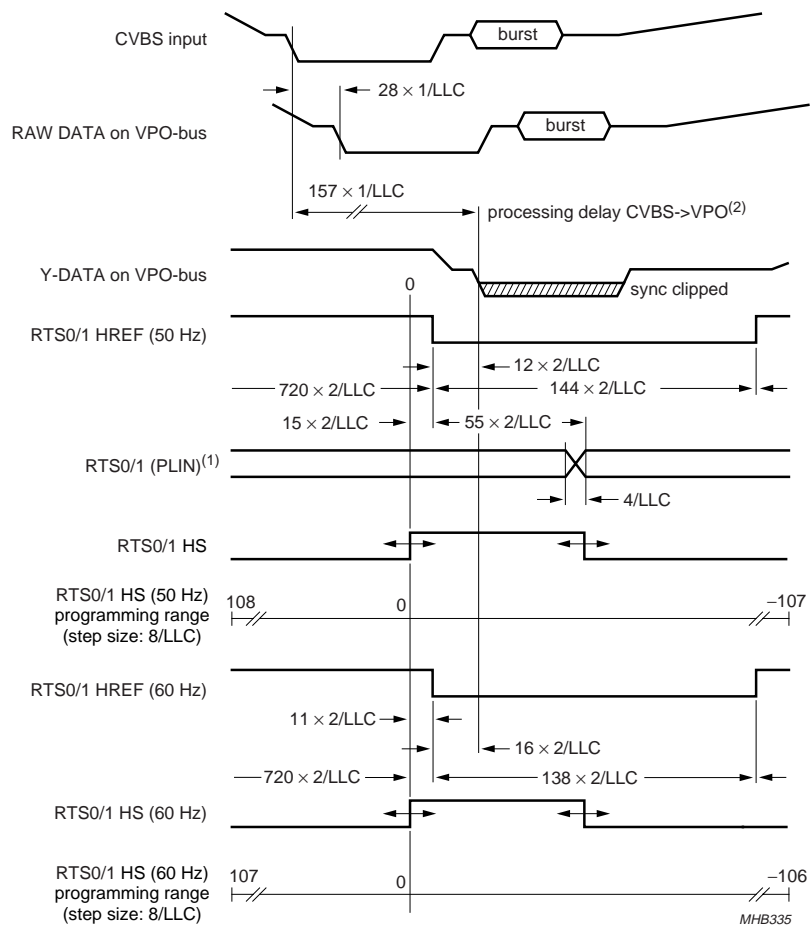 CVBS input
burst
28 × 1/LLC
RAW DATA on VPO-bus
burst
157 × 1/LLC
processing delay CVBS->VPO(2)
Y-DATA on VPO-bus
0
sync clipped
RTS0/1 HREF (50 Hz)
12 × 2/LLC
720 × 2/LLC
144 × 2/LLC
15 × 2/LLC
55 × 2/LLC
RTS0/1 (PLIN)(1)
4/LLC
RTS0/1 HS
RTS0/1 HS (50 Hz)
programming range
(step size: 8/LLC)
108
0
−107
RTS0/1 HREF (60 Hz)
11 × 2/LLC
16 × 2/LLC
720 × 2/LLC
138 × 2/LLC
RTS0/1 HS (60 Hz)
RTS0/1 HS (60 Hz)
programming range
(step size: 8/LLC)
107
0
−106
MHB335